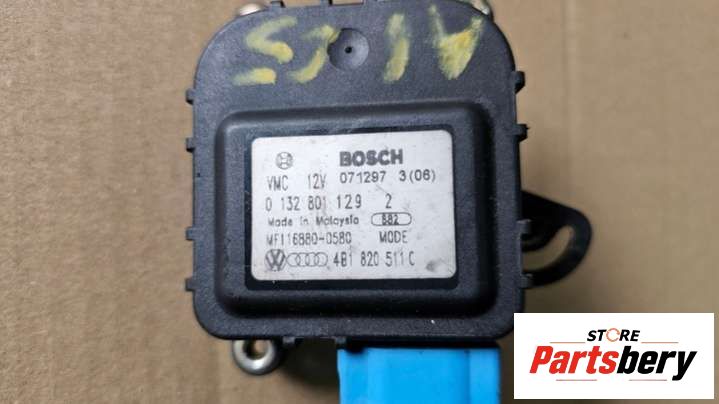 BOSCH
VMC 12V 071297 3(06)
0 132 801 129 2
Made in Malaysia 882
MF116880-0580 MODE
4B1 820 511 C
STORE
Partsbery